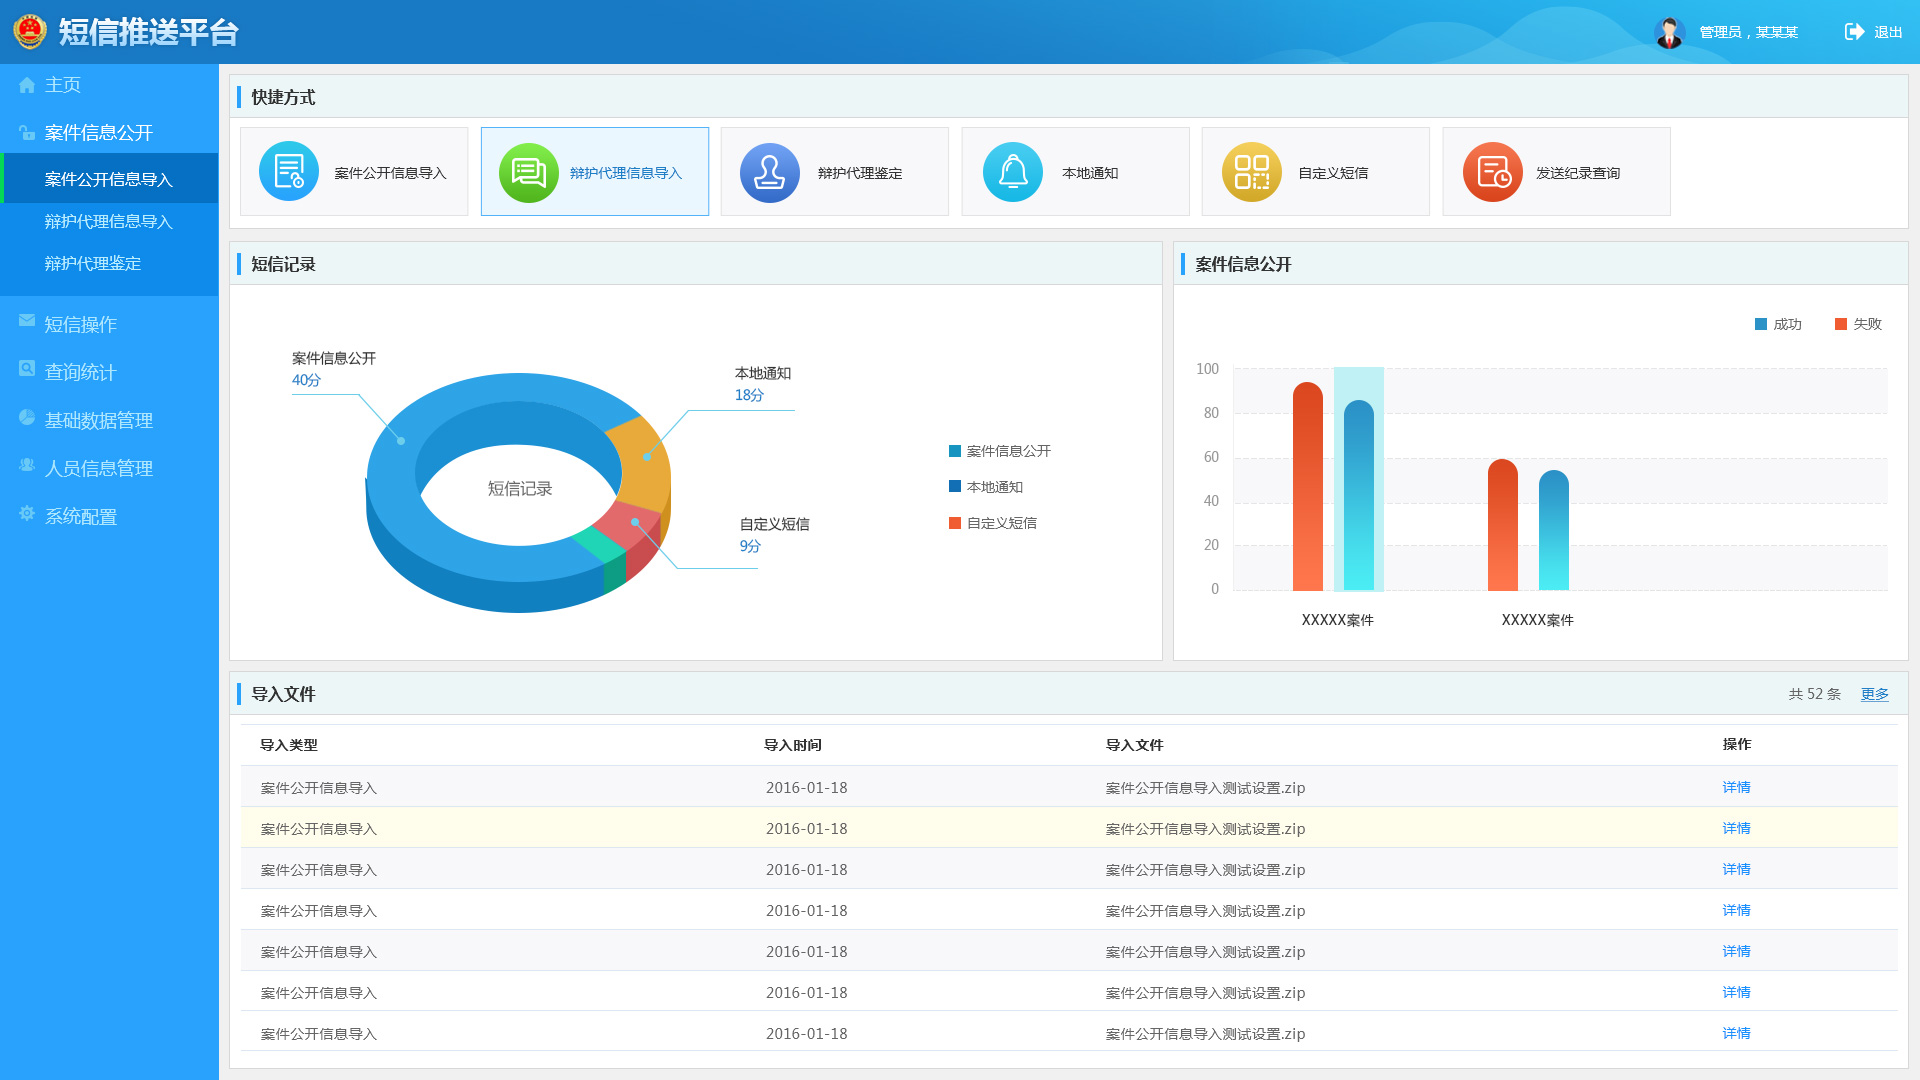 短信推送平台
管理员，某某某
退出
主页
案件信息公开
案件公开信息导入
辩护代理信息导入
辩护代理鉴定
短信操作
查询统计
基础数据管理
人员信息管理
系统配置
快捷方式
案件公开信息导入
辩护代理信息导入
辩护代理鉴定
本地通知
自定义短信
发送纪录查询
短信记录
案件信息公开
40分
本地通知
18分
短信记录
自定义短信
9分
案件信息公开
本地通知
自定义短信
案件信息公开
成功
失败
100
80
60
40
20
0
XXXXX案件
XXXXX案件
导入文件
共 52 条 更多
导入类型 导入时间 导入文件 操作
案件公开信息导入 2016-01-18 案件公开信息导入测试设置.zip 详情
案件公开信息导入 2016-01-18 案件公开信息导入测试设置.zip 详情
案件公开信息导入 2016-01-18 案件公开信息导入测试设置.zip 详情
案件公开信息导入 2016-01-18 案件公开信息导入测试设置.zip 详情
案件公开信息导入 2016-01-18 案件公开信息导入测试设置.zip 详情
案件公开信息导入 2016-01-18 案件公开信息导入测试设置.zip 详情
案件公开信息导入 2016-01-18 案件公开信息导入测试设置.zip 详情